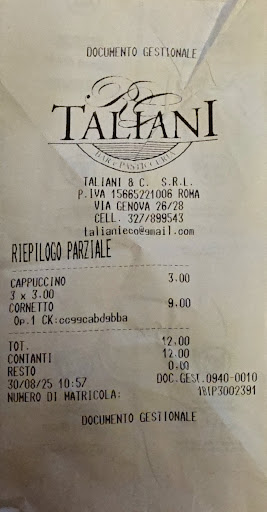 DOCUMENTO GESTIONALE
TALIANI
BAR • PASTICCERIA
TALIANI & C. S.R.L.
P.IVA 15665221006 ROMA
VIA GENOVA 26/28
CELL. 327/899543
talianieco@gmail.com
RIEPILOGO PARZIALE
CAPPUCCINO 3.00
3 x 3.00
CORNETTO 9.00
Op.1 CK:cc99cabd9bba
TOT. 12.00
CONTANTI 12.00
RESTO 0.00
30/08/25 10:57 DOC.GEST.0940-0010
NUMERO DI MATRICOLA:
DOCUMENTO GESTIONALE